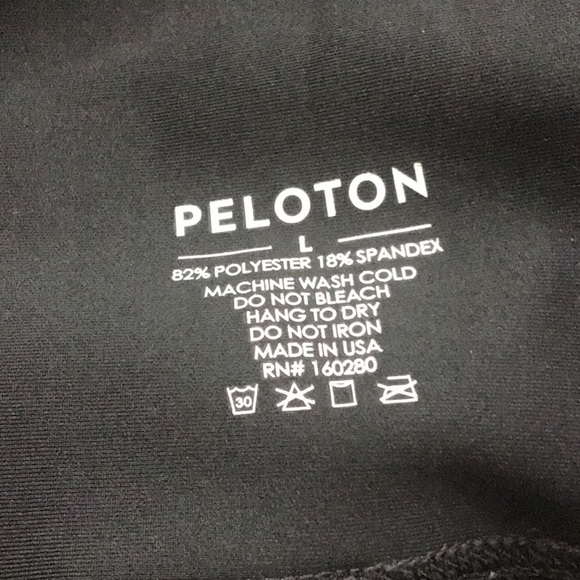 PELOTON
L
82% POLYESTER 18% SPANDEX
MACHINE WASH COLD
DO NOT BLEACH
HANG TO DRY
DO NOT IRON
MADE IN USA
RN# 160280
30